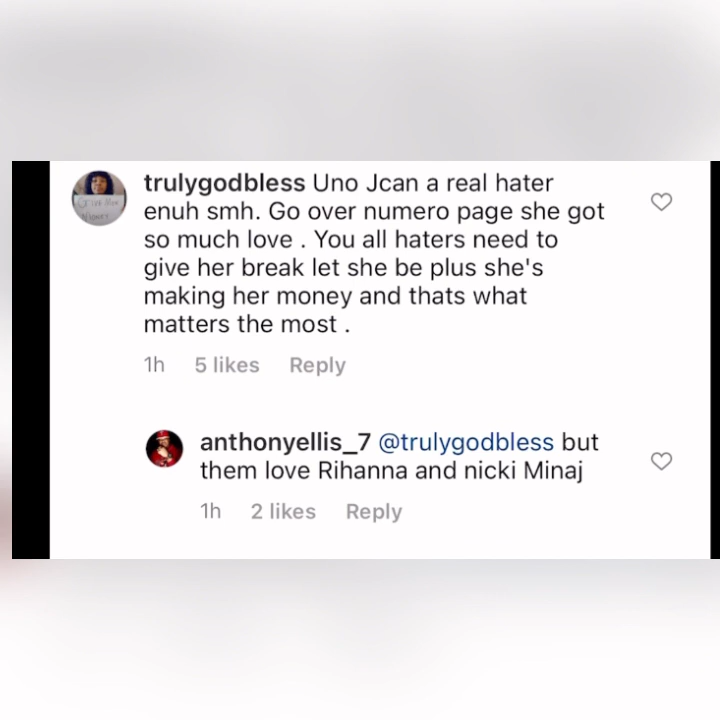 trulygodbless Uno Jcan a real hater
enuh smh. Go over numero page she got
so much love . You all haters need to
give her break let she be plus she's
making her money and thats what
matters the most .
1h 5 likes Reply
anthonyellis_7 @trulygodbless but
them love Rihanna and nicki Minaj
1h 2 likes Reply